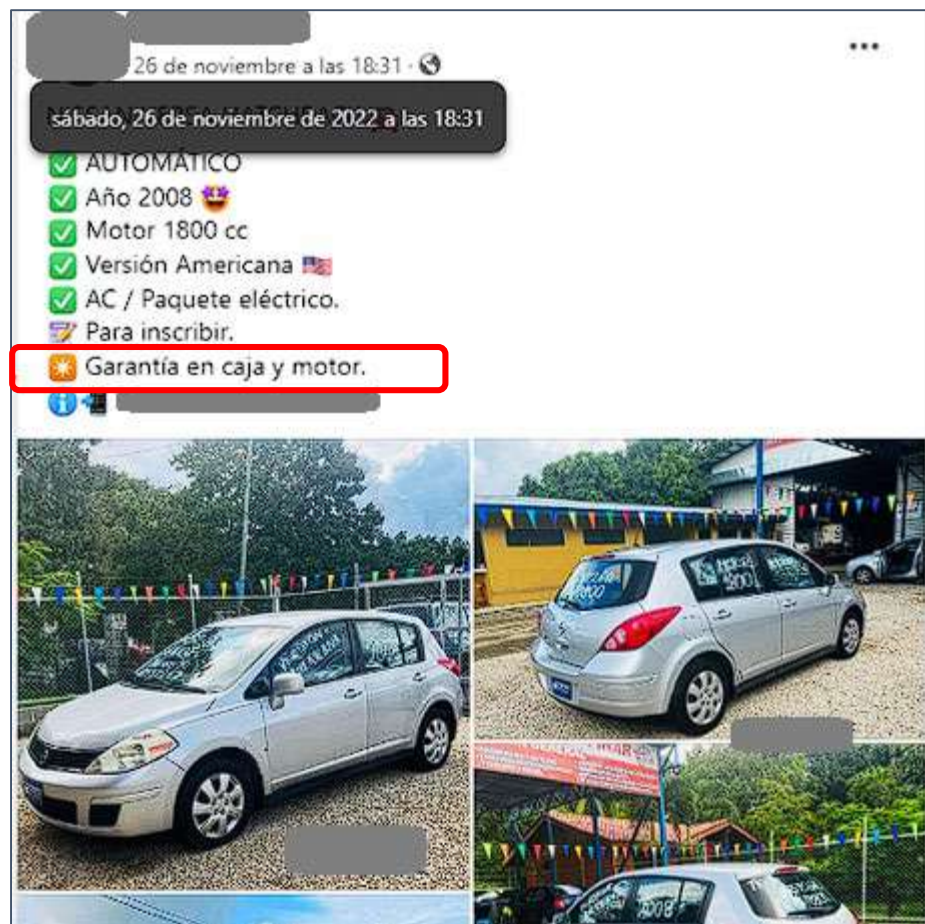 26 de noviembre a las 18:31 ·
sábado, 26 de noviembre de 2022 a las 18:31
AUTOMÁTICO
Año 2008
Motor 1800 cc
Versión Americana
AC / Paquete eléctrico.
Para inscribir.
Garantía en caja y motor.
2008